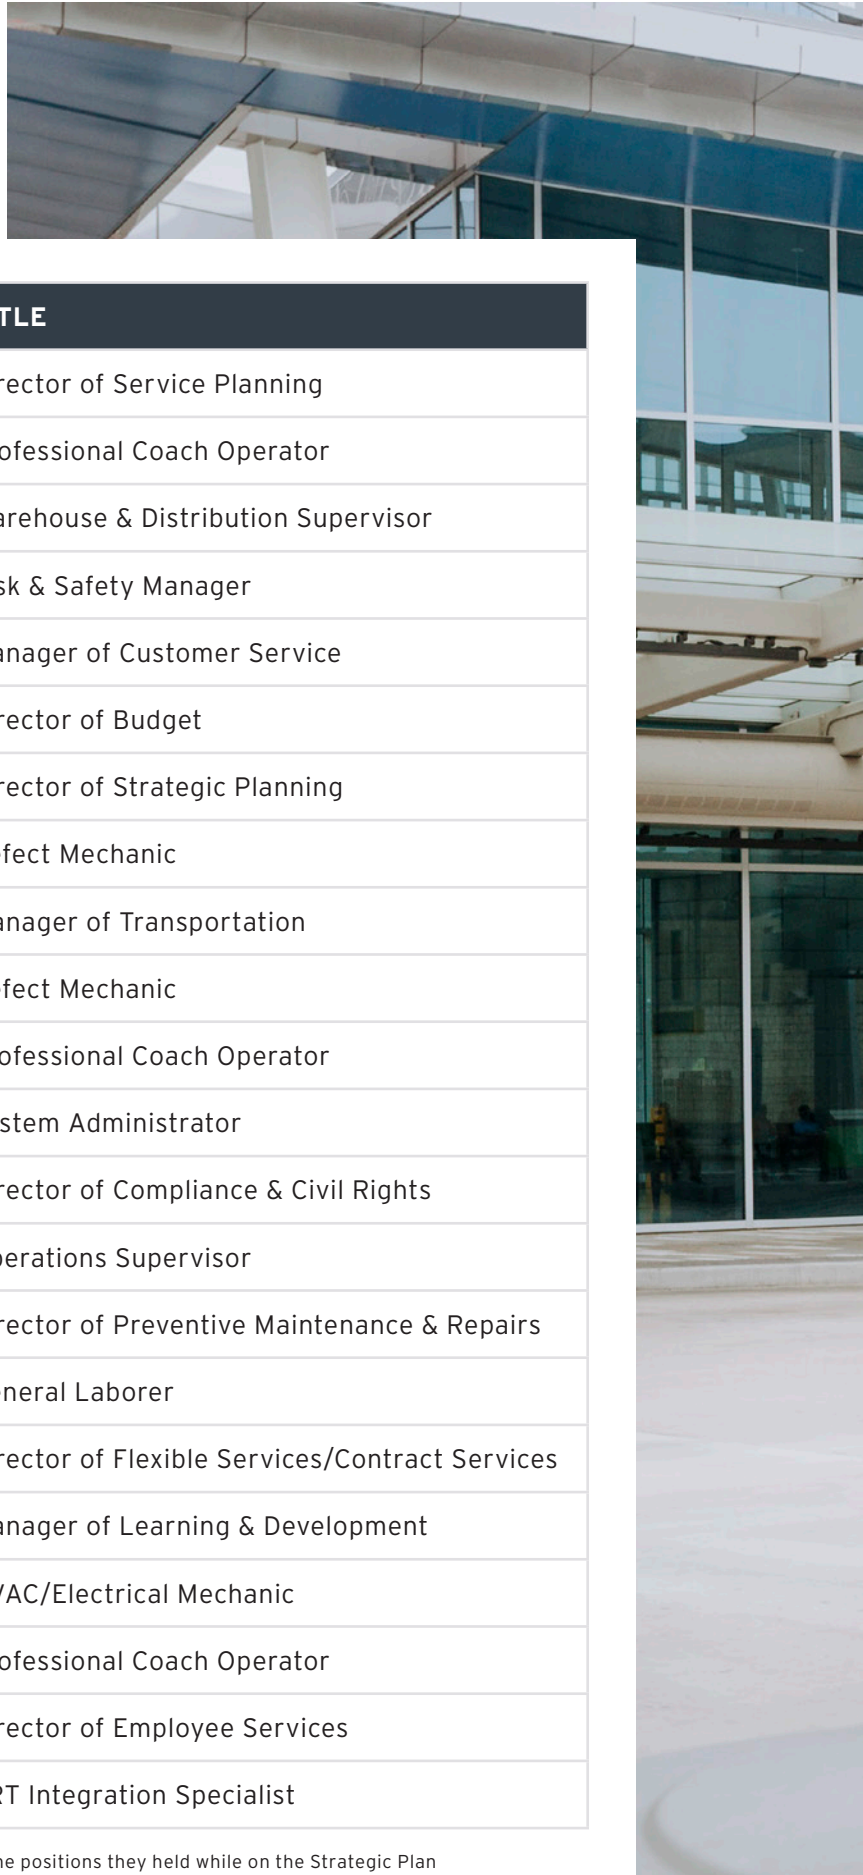 TLE
rector of Service Planning
ofessional Coach Operator
arehouse & Distribution Supervisor
sk & Safety Manager
anager of Customer Service
rector of Budget
rector of Strategic Planning
fect Mechanic
anager of Transportation
fect Mechanic
ofessional Coach Operator
stem Administrator
rector of Compliance & Civil Rights
perations Supervisor
rector of Preventive Maintenance & Repairs
neral Laborer
rector of Flexible Services/Contract Services
anager of Learning & Development
VAC/Electrical Mechanic
ofessional Coach Operator
rector of Employee Services
RT Integration Specialist
he positions they held while on the Strategic Plan